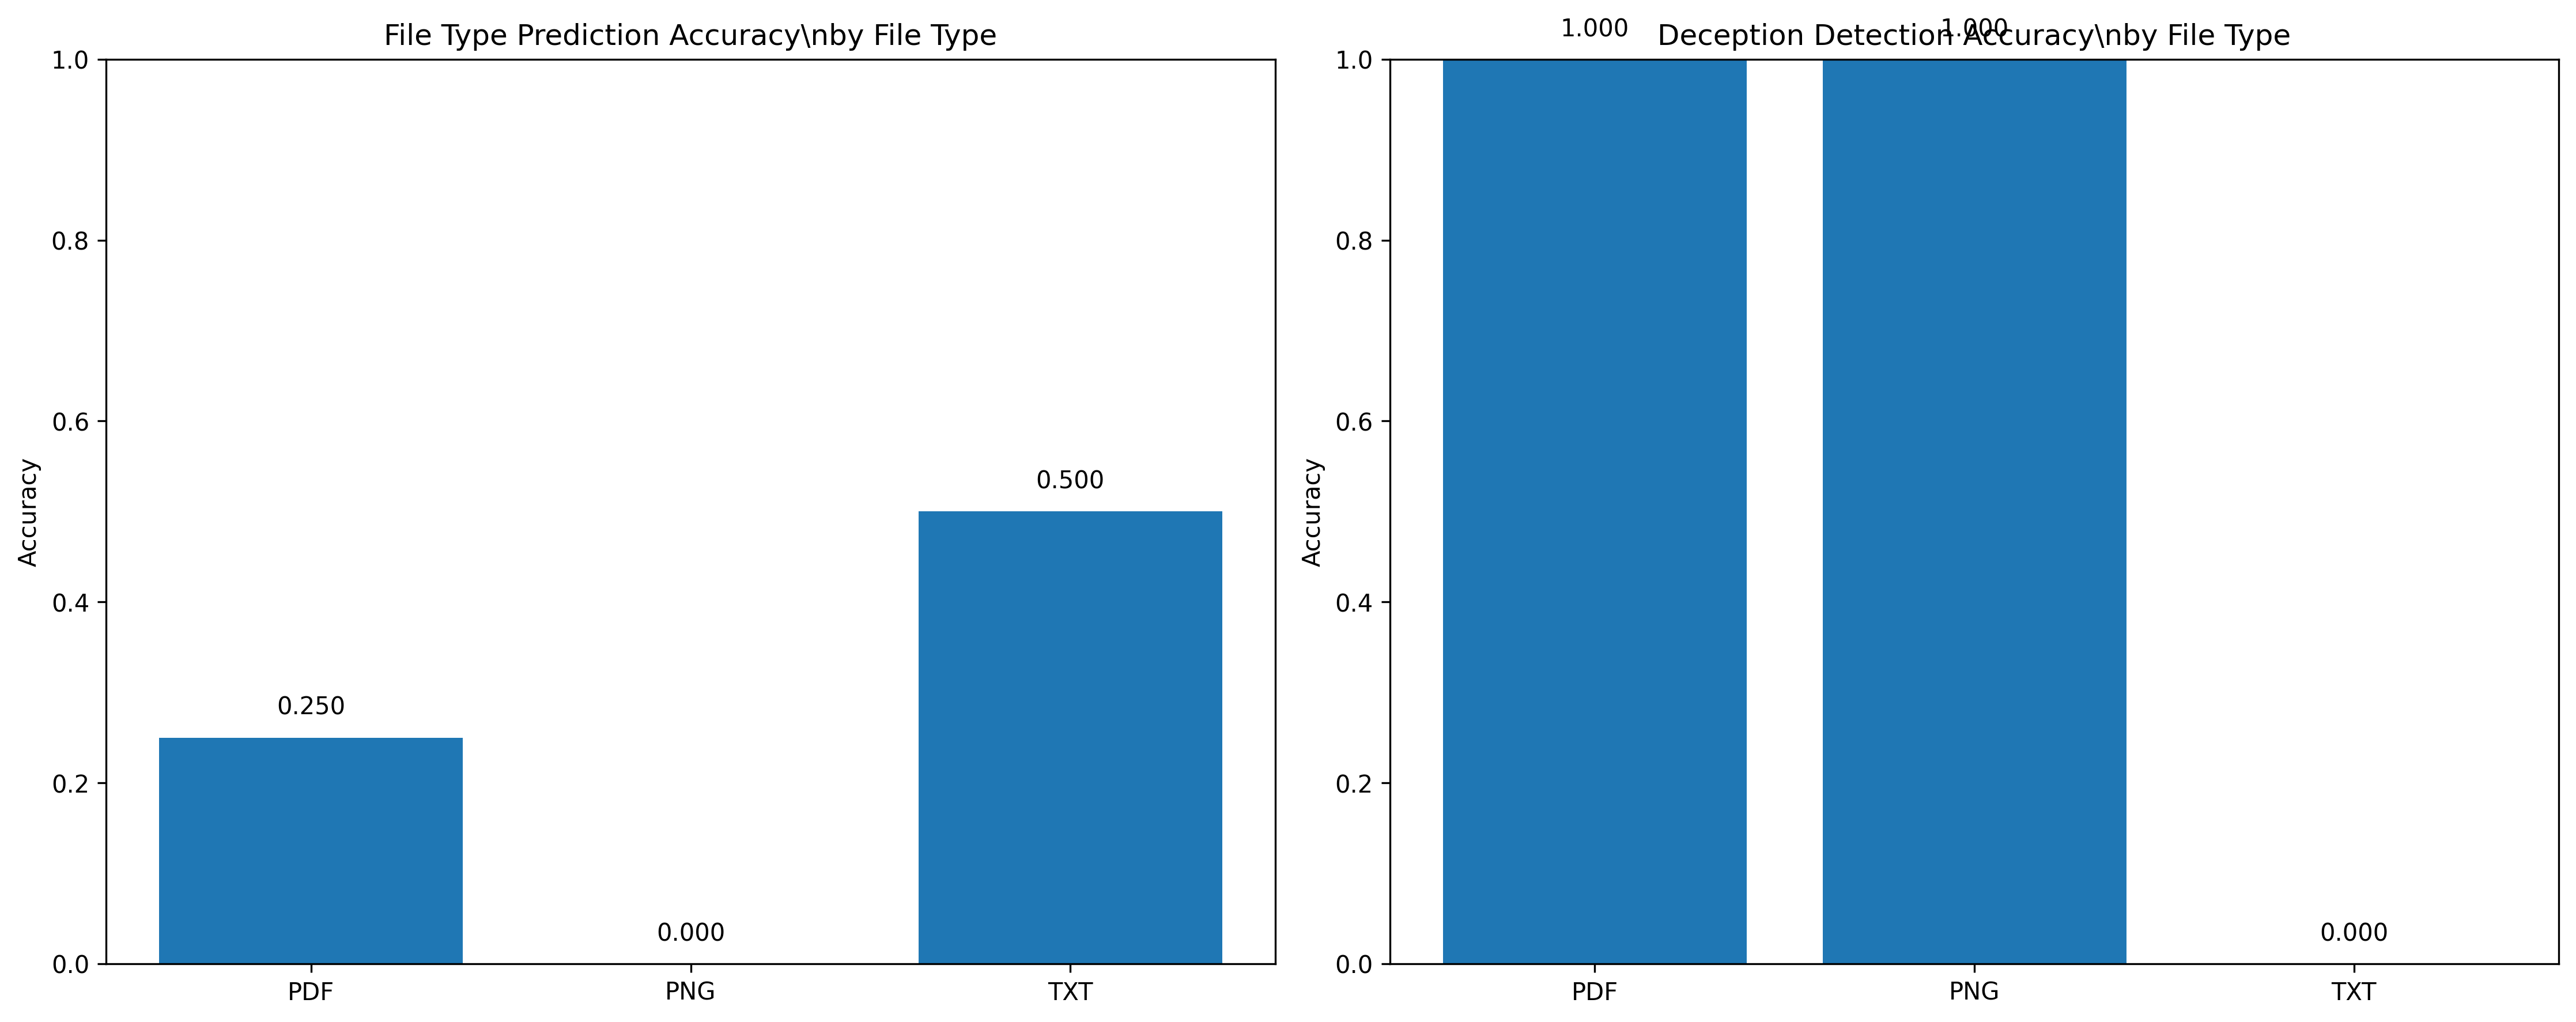 File Type Prediction Accuracy\nby File Type
1.0
0.8
0.6
0.4
0.2
0.0
Accuracy
0.250
0.000
0.500
PDF PNG TXT
Deception Detection Accuracy\nby File Type
1.000 1.000
1.0
0.8
0.6
0.4
0.2
0.0
Accuracy
0.000
PDF PNG TXT